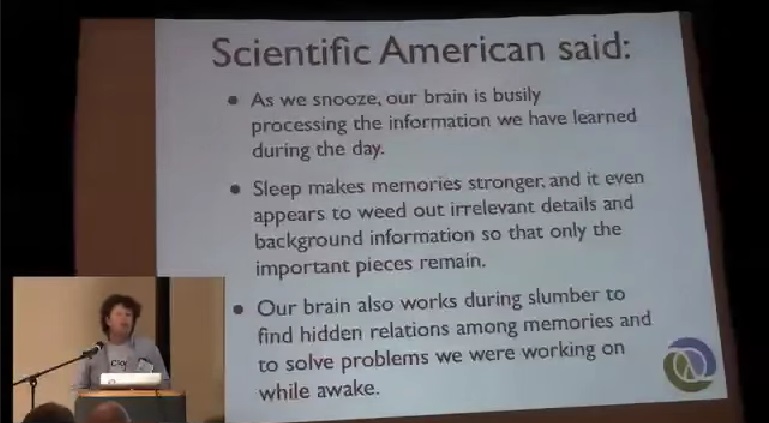 Scientific American said:
• As we snooze, our brain is busily
processing the information we have learned
during the day.
• Sleep makes memories stronger, and it even
appears to weed out irrelevant details and
background information so that only the
important pieces remain.
• Our brain also works during slumber to
find hidden relations among memories and
to solve problems we were working on
while awake.